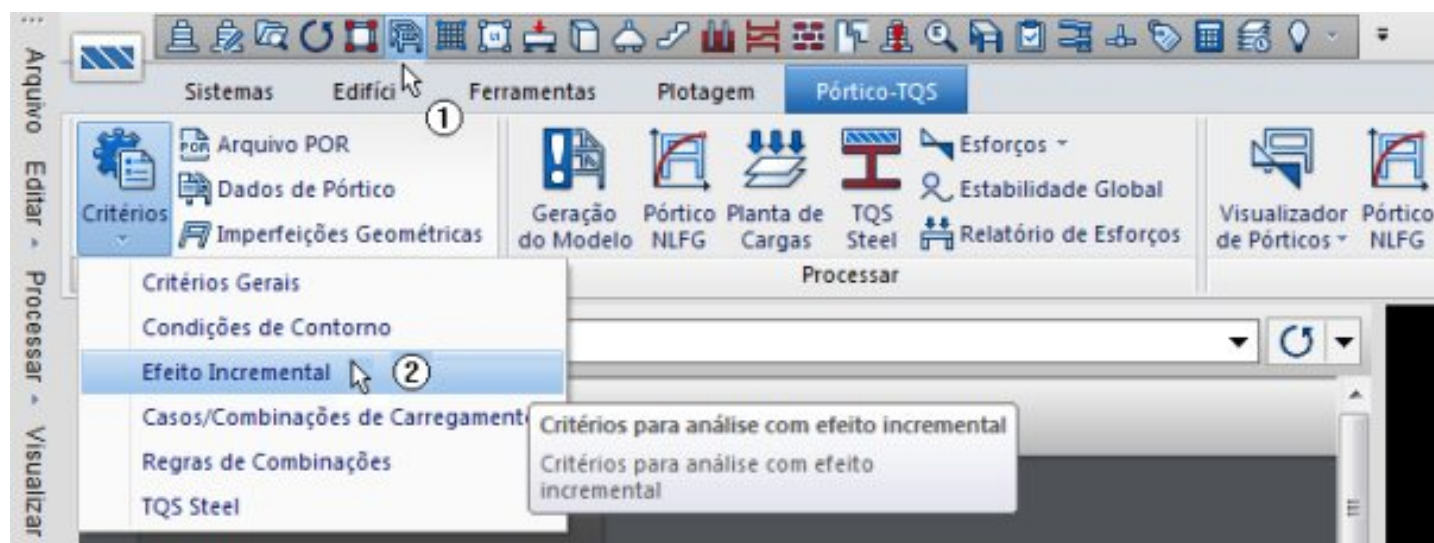 Arquivo Editar Processar Visualizar
Sistemas Edifíci Ferramentas Plotagem Pórtico-TQS
1
Critérios
Arquivo POR
Dados de Pórtico
Imperfeições Geométricas
Geração
do Modelo
Pórtico
NLFG
Planta de
Cargas
TQS
Steel
Esforços
Estabilidade Global
Relatório de Esforços
Visualizador
de Pórticos
Pórtico
NLFG
Processar
Critérios Gerais
Condições de Contorno
Efeito Incremental
2
Casos/Combinações de Carregamento
Regras de Combinações
TQS Steel
Critérios para análise com efeito incremental
Critérios para análise com efeito
incremental